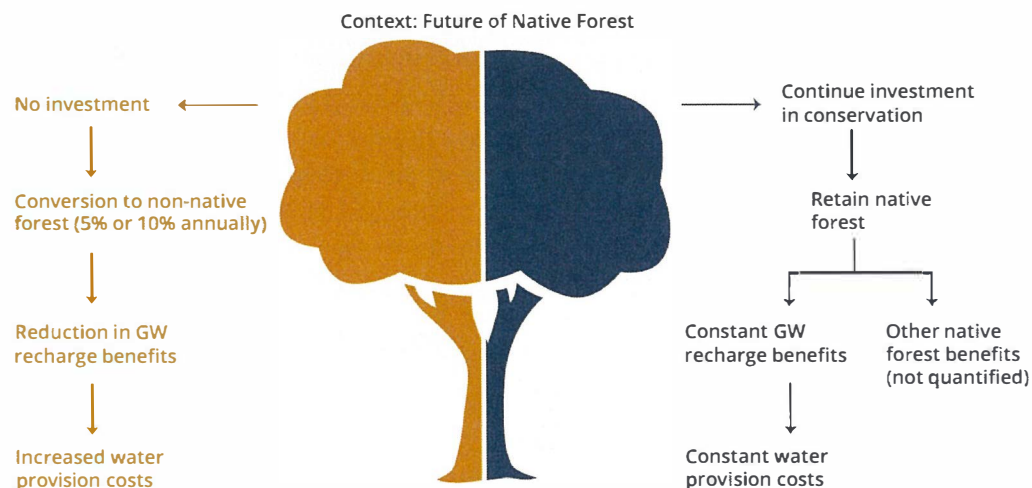 Context: Future of Native Forest
No investment
Conversion to non-native
forest (5% or 10% annually)
Reduction in GW
recharge benefits
Increased water
provision costs
Continue investment
in conservation
Retain native
forest
Constant GW
recharge benefits
Other native
forest benefits
(not quantified)
Constant water
provision costs